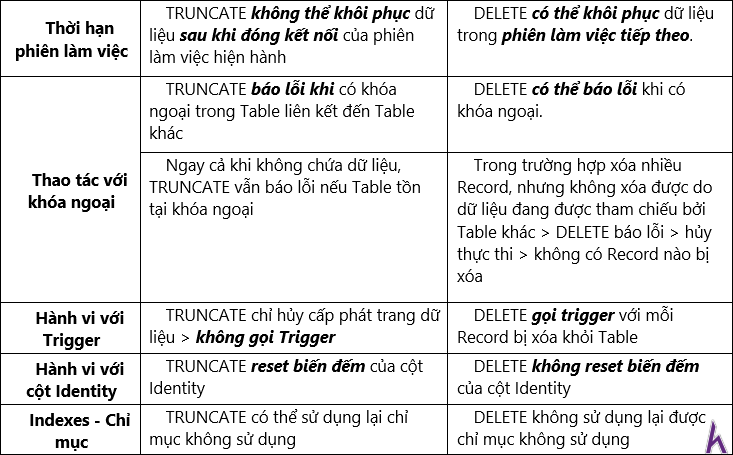 Thời hạn
phiên làm việc
TRUNCATE không thể khôi phục dữ
liệu sau khi đóng kết nối của phiên
làm việc hiện hành
DELETE có thể khôi phục dữ liệu
trong phiên làm việc tiếp theo.
Thao tác với
khóa ngoại
TRUNCATE báo lỗi khi có khóa
ngoại trong Table liên kết đến Table
khác
DELETE có thể báo lỗi khi có
khóa ngoại.
Ngay cả khi không chứa dữ liệu,
TRUNCATE vẫn báo lỗi nếu Table tồn
tại khóa ngoại
Trong trường hợp xóa nhiều
Record, nhưng không xóa được do
dữ liệu đang được tham chiếu bởi
Table khác > DELETE báo lỗi > hủy
thực thi > không có Record nào bị
xóa
Hành vi với
Trigger
TRUNCATE chỉ hủy cấp phát trang dữ
liệu > không gọi Trigger
DELETE gọi trigger với mỗi
Record bị xóa khỏi Table
Hành vi với
cột Identity
TRUNCATE reset biến đếm của cột
Identity
DELETE không reset biến đếm
của cột Identity
Indexes - Chỉ
mục
TRUNCATE có thể sử dụng lại chỉ
mục không sử dụng
DELETE không sử dụng lại được
chỉ mục không sử dụng